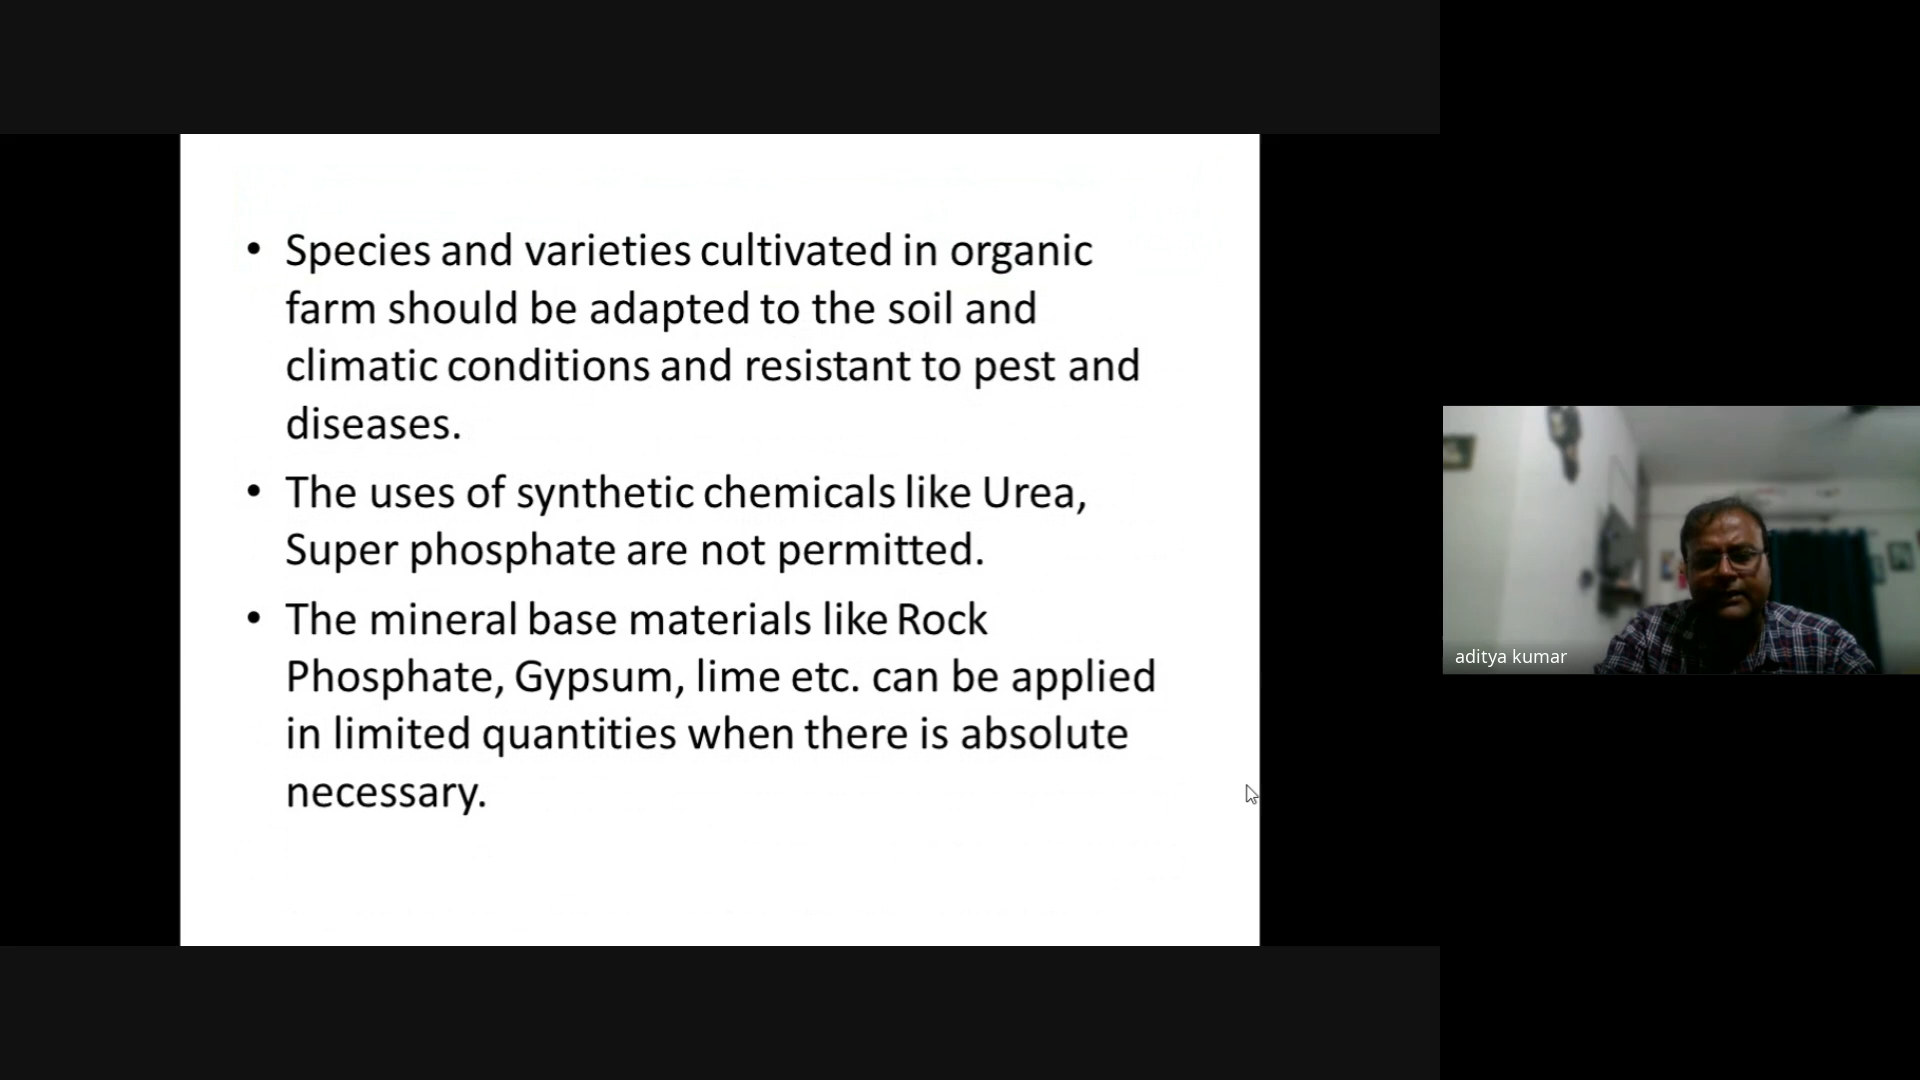 • Species and varieties cultivated in organic
farm should be adapted to the soil and
climatic conditions and resistant to pest and
diseases.
• The uses of synthetic chemicals like Urea,
Super phosphate are not permitted.
• The mineral base materials like Rock
Phosphate, Gypsum, lime etc. can be applied
in limited quantities when there is absolute
necessary.
aditya kumar